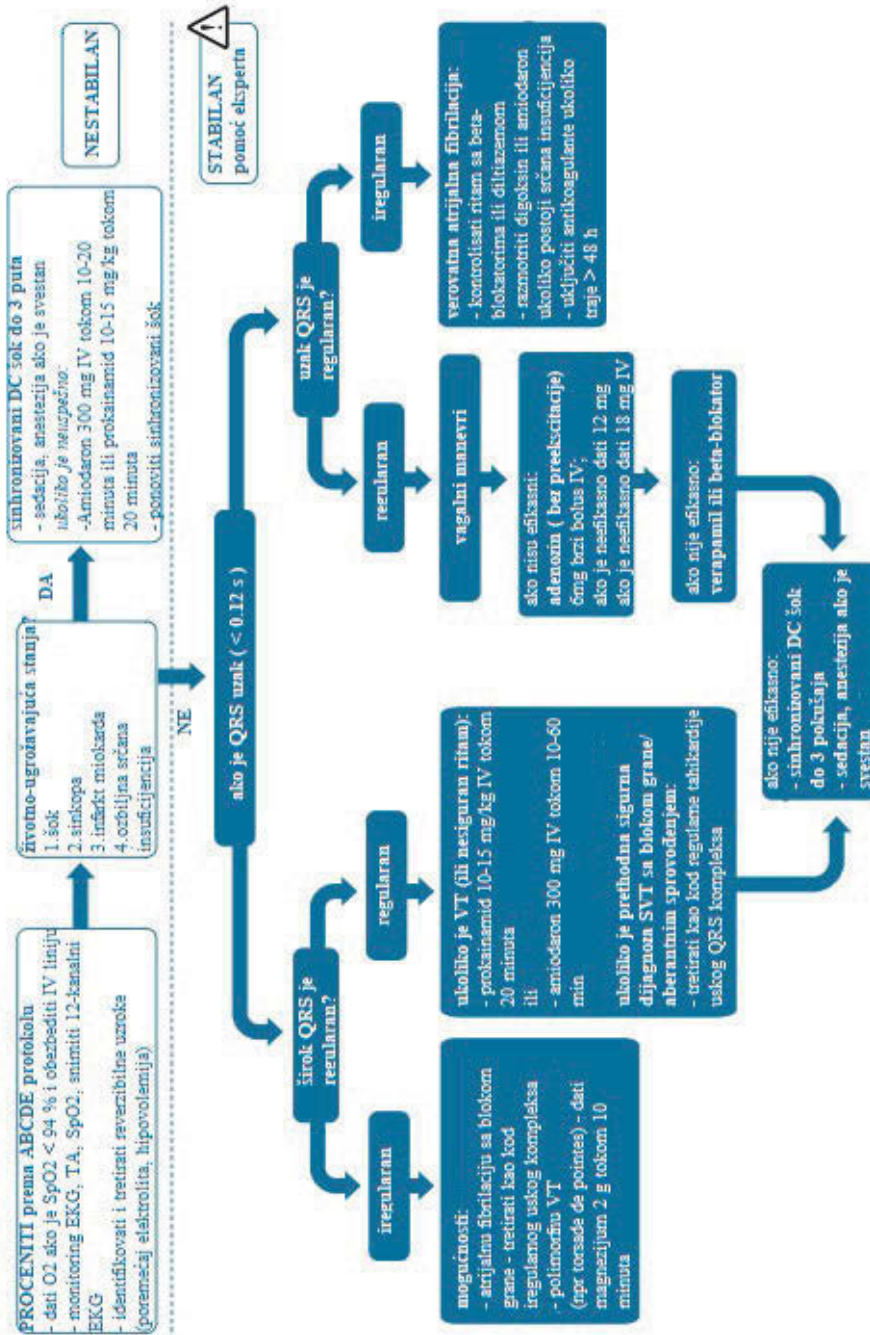 PROCENITI prema ABCDE protokolu
- dati O2 ako je SpO2 < 94 % i obezbediti IV liniju
- monitoring EKG, TA, SpO2, snimiti 12-kanalni
EKG
- identifikovati i tretirati reverzibilne uzroke
(poremećaj elektrolita, hipovolemija)
životno-ugrožavajuća stanja?
1.šok
2.sinkopa
3.infarkt miokarda
4.ozbiljna srčana
insuficijencija
DA
sinhronizovani DC šok do 3 puta
- sedacija, anestezija ako je svestan
ukoliko je neuspešno:
-Amiodaron 300 mg IV tokom 10-20
minuta ili prokainamid 10-15 mg/kg tokom
20 minuta
- ponoviti sinhronizovani šok
NESTABILAN
NE
STABILAN
pomoć eksperta
ako je QRS uzak ( < 0.12 s )
širok QRS je
regularan?
uzak QRS je
regularan?
iregularan
regularan
regularan
iregularan
mogućnosti:
- atrijalnu fibrilaciju sa blokom
grane - tretirati kao kod
iregularnog uskog kompleksa
- polimorfnu VT
(npr torsade de pointes) - dati
magnezijum 2 g tokom 10
minuta
ukoliko je VT (ili nesiguran ritam):
- prokainamid 10-15 mg/kg IV tokom
20 minuta
ili
- amiodaron 300 mg IV tokom 10-60
min
ukoliko je prethodna sigurna
dijagnoza SVT sa blokom grane/
aberantnim sprovođenjem:
- tretirati kao kod regularne tahikardije
uskog QRS kompleksa
vagalni manevri
ako nisu efikasni:
adenozin ( bez preekscitacije)
6mg brzi bolus IV;
ako je neefikasno dati 12 mg
ako je neefikasno dati 18 mg IV
ako nije efikasno:
verapamil ili beta-blokator
verovatna atrijalna fibrilacija:
- kontrolisati ritam sa beta-
blokatorima ili diltiazemom
- razmotriti digoksin ili amiodaron
ukoliko postoji srčana insuficijencija
- uključiti antikoagulante ukoliko
traje > 48 h
ako nije efikasno:
- sinhronizovani DC šok
do 3 pokušaja
- sedacija, anestezija ako je
svestan